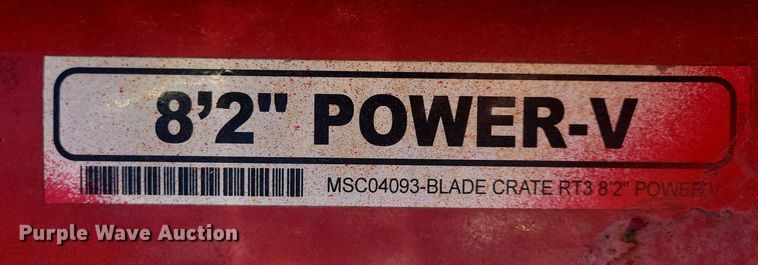 8'2" POWER-V
MSC04093-BLADE CRATE RT3 8'2" POWER-V
Purple Wave Auction